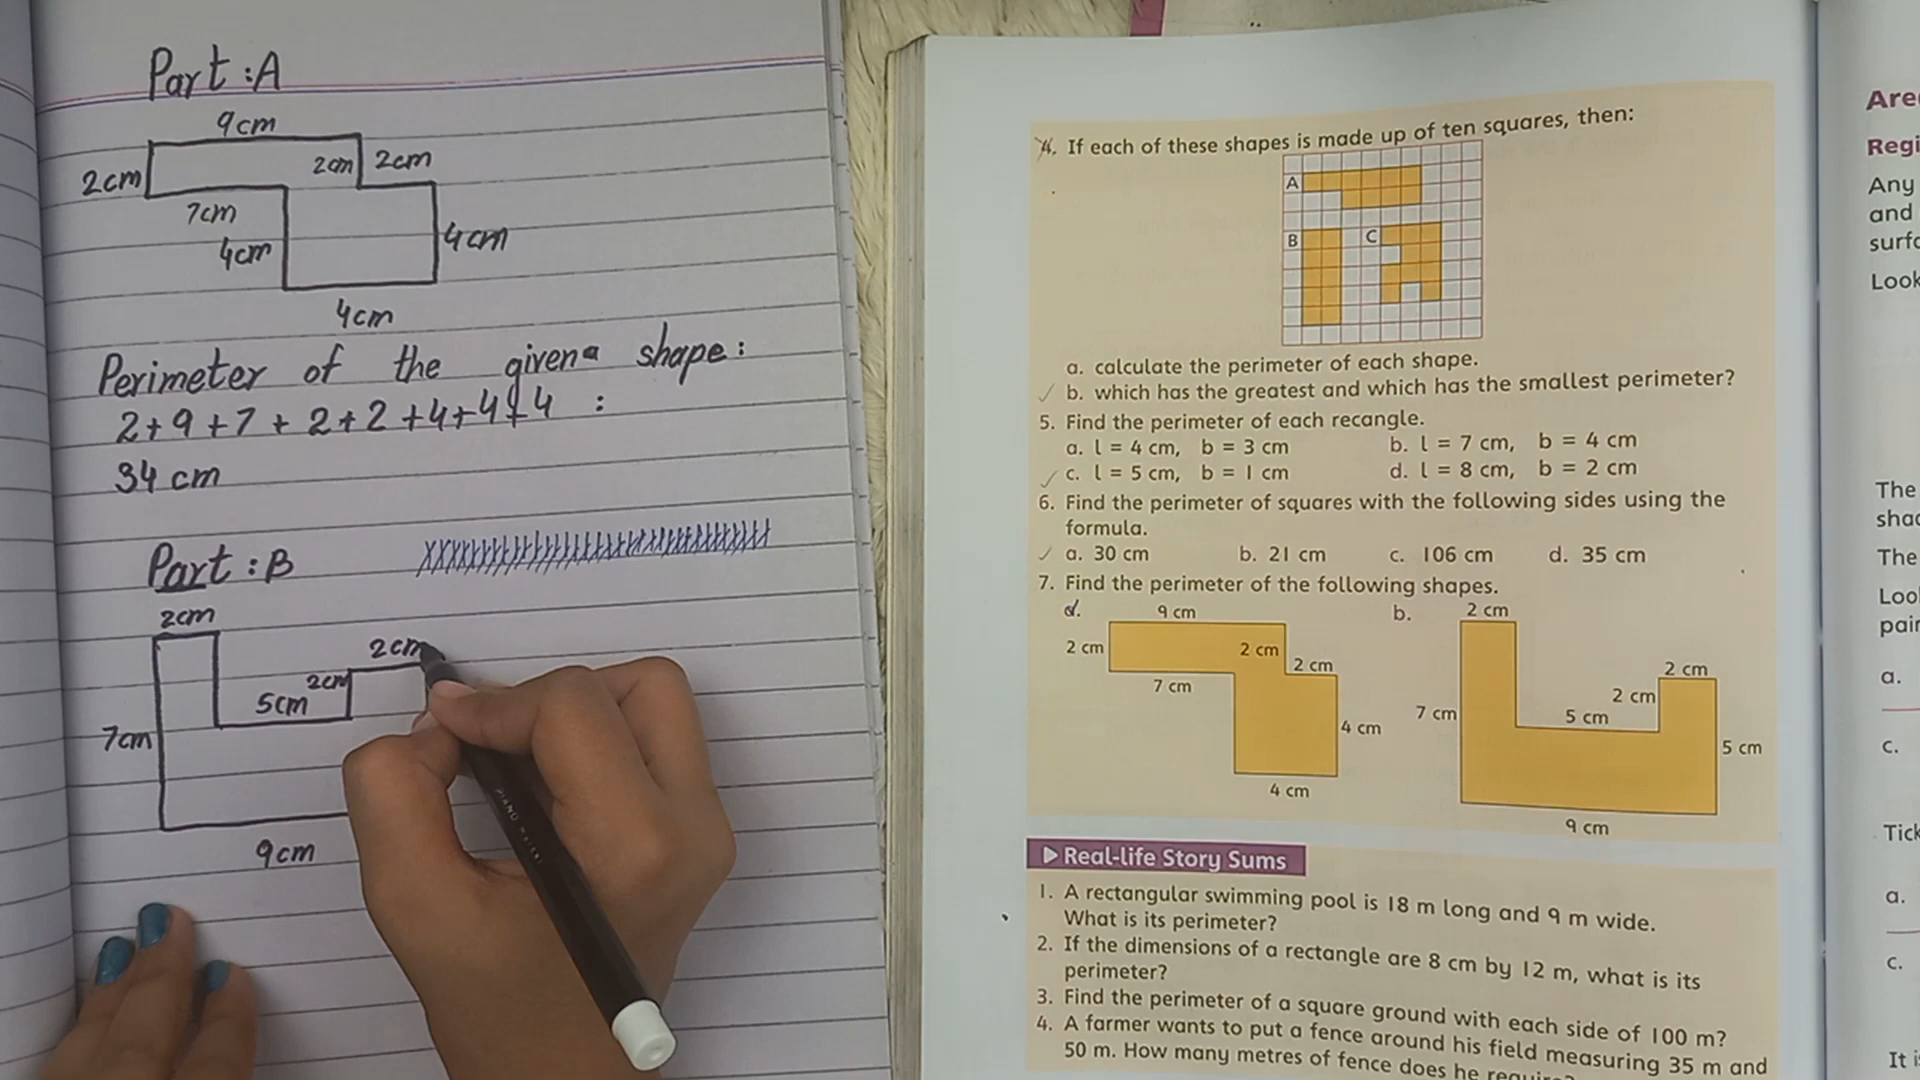 Part : A
9cm
2cm
2cm
2cm
7cm
4cm
4cm
4cm
Perimeter of the given shape:
2+9+7+2+2+4+4+4 :
34 cm
Part : B
2cm
2cm
2cm
5cm
7cm
9cm
4. If each of these shapes is made up of ten squares, then:
A
B
C
a. calculate the perimeter of each shape.
b. which has the greatest and which has the smallest perimeter?
5. Find the perimeter of each recangle.
a. l = 4 cm, b = 3 cm b. l = 7 cm, b = 4 cm
c. l = 5 cm, b = 1 cm d. l = 8 cm, b = 2 cm
6. Find the perimeter of squares with the following sides using the
formula.
a. 30 cm b. 21 cm c. 106 cm d. 35 cm
7. Find the perimeter of the following shapes.
9 cm
2 cm
2 cm
2 cm
7 cm
4 cm
4 cm
b.
2 cm
2 cm
2 cm
5 cm
7 cm
5 cm
9 cm
Real-life Story Sums
1. A rectangular swimming pool is 18 m long and 9 m wide.
What is its perimeter?
2. If the dimensions of a rectangle are 8 cm by 12 m, what is its
perimeter?
3. Find the perimeter of a square ground with each side of 100 m?
4. A farmer wants to put a fence around his field measuring 35 m and
50 m. How many metres of fence does he
Any
and
Look
The
The
a.
c.
a.
c.